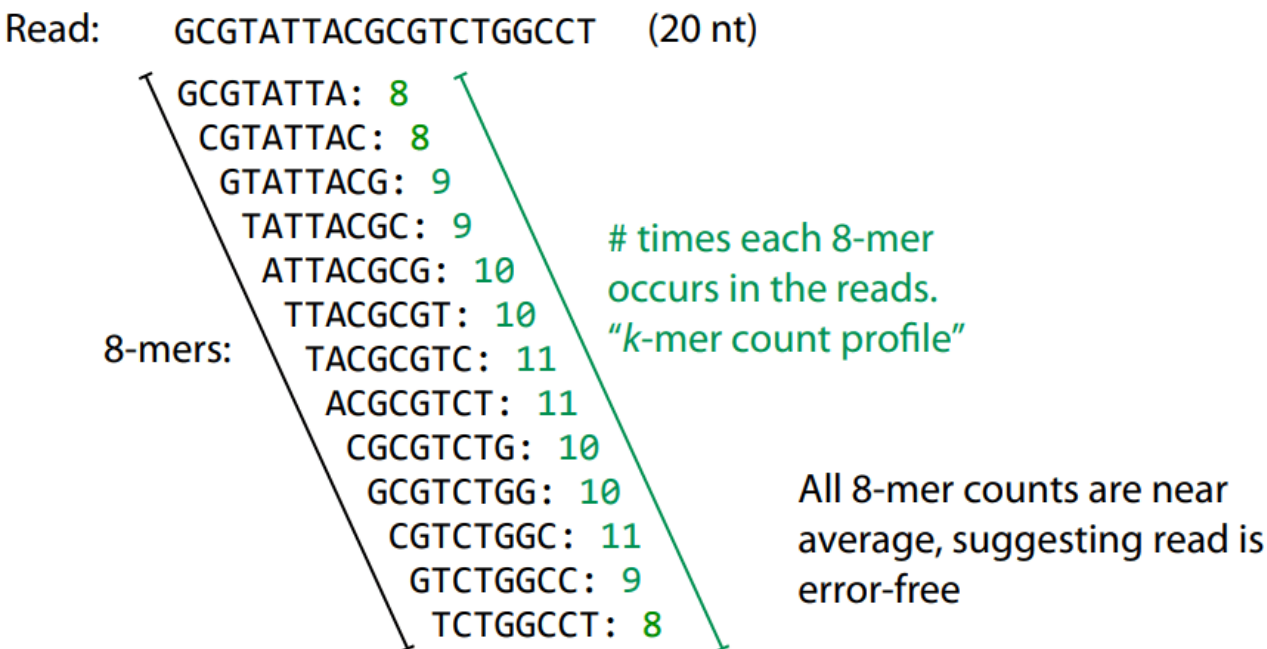 Read: GCGTATTACGCGTCTGGCCT (20 nt)
GCGTATTA: 8
CGTATTAC: 8
GTATTACG: 9
TATTACGC: 9
ATTACGCG: 10
TTACGCGT: 10
8-mers:
TACGCGTC: 11
ACGCGTCT: 11
CGCGTCTG: 10
GCGTCTGG: 10
CGTCTGGC: 11
GTCTGGCC: 9
TCTGGCCT: 8
# times each 8-mer
occurs in the reads.
“k-mer count profile”
All 8-mer counts are near
average, suggesting read is
error-free